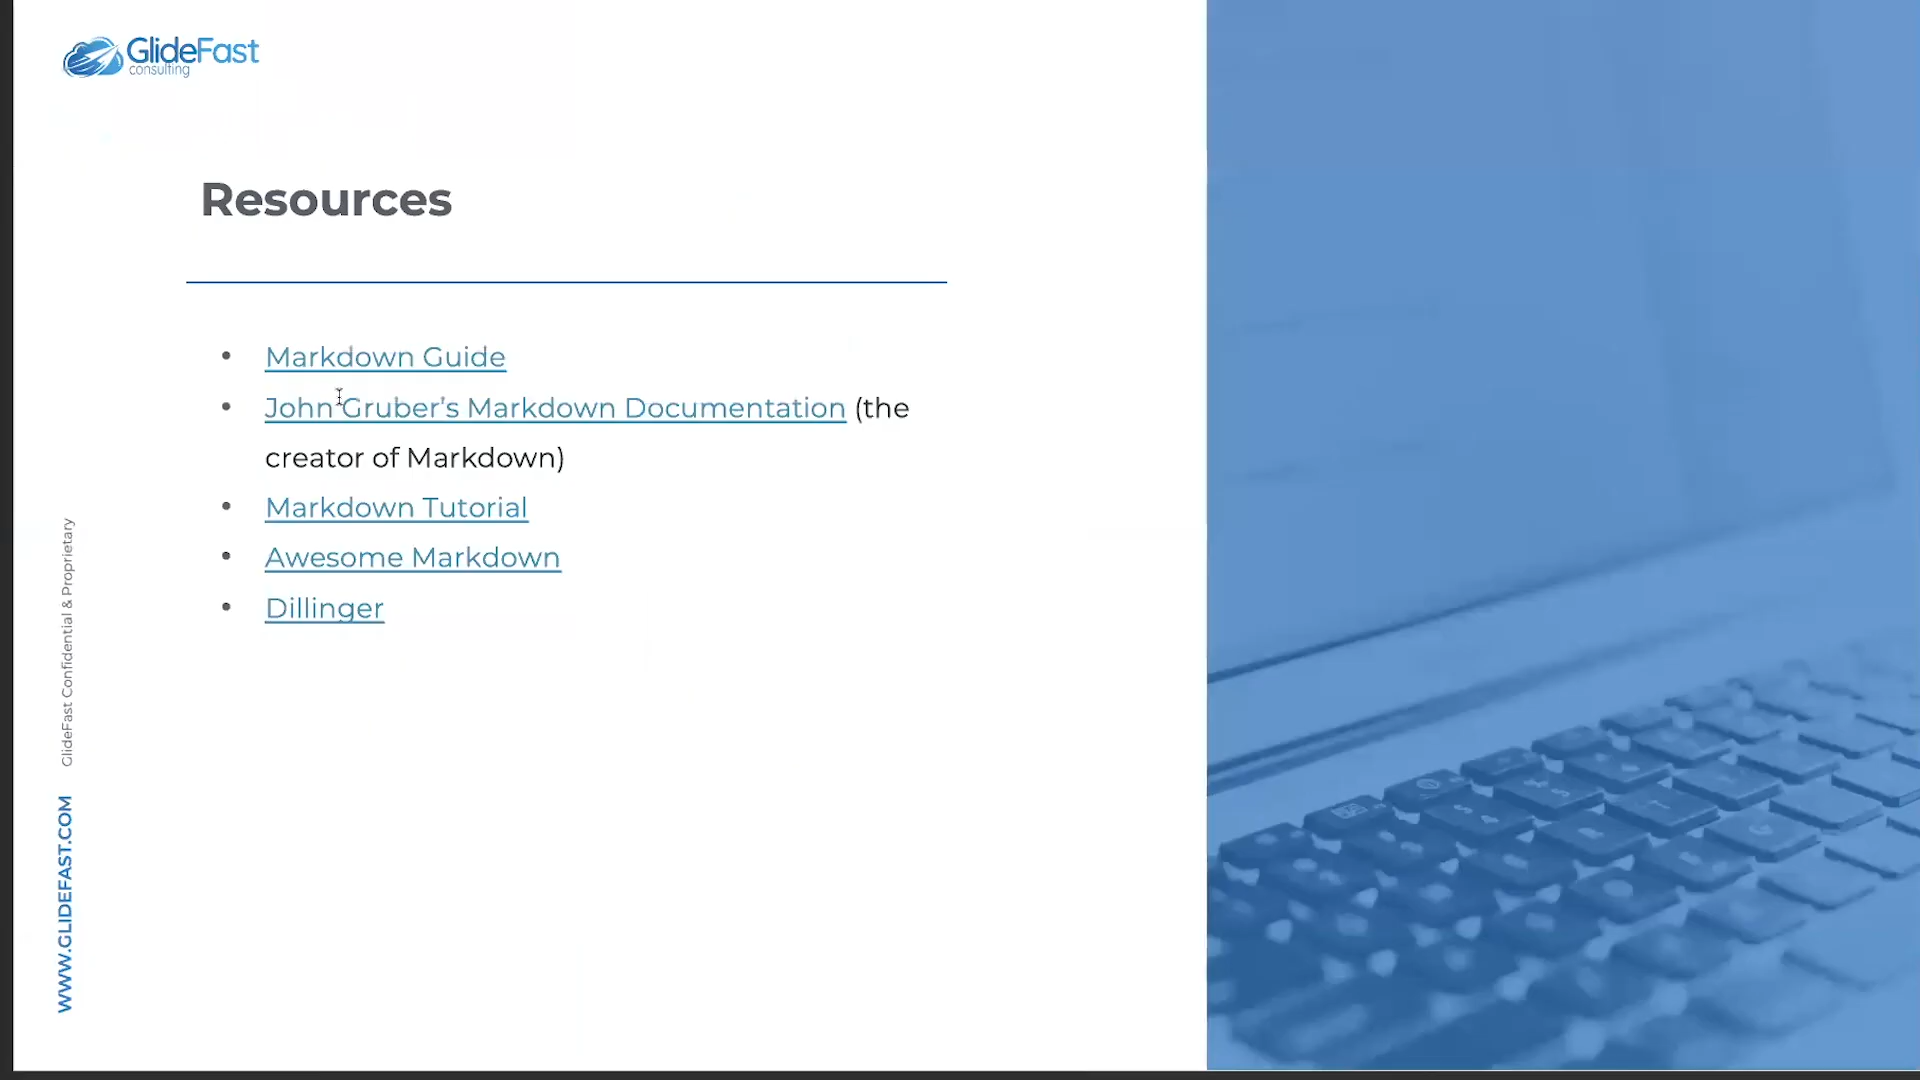 GlideFast
consulting
Resources
• Markdown Guide
• John Gruber's Markdown Documentation (the
creator of Markdown)
• Markdown Tutorial
• Awesome Markdown
• Dillinger
GlideFast Confidential & Proprietary
WWW.GLIDEFAST.COM